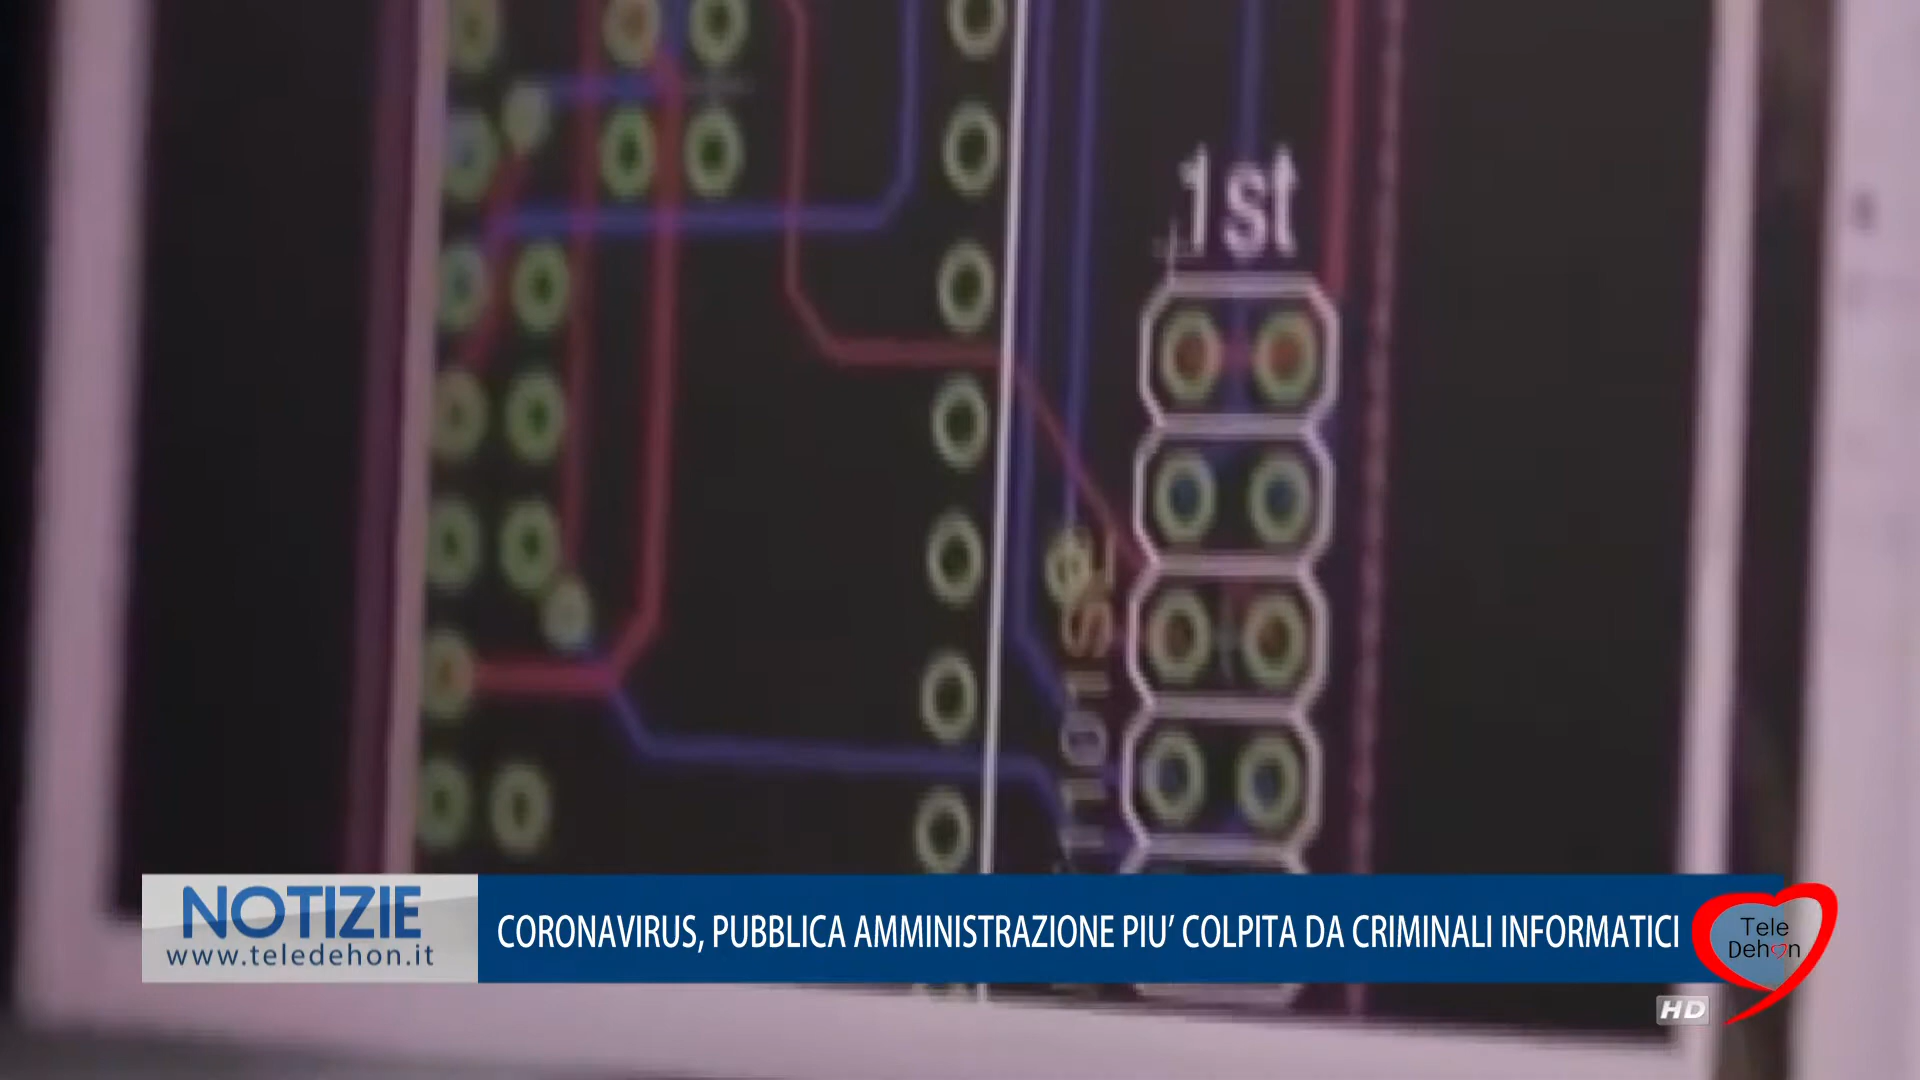 1st
NOTIZIE
www.teledehon.it
CORONAVIRUS, PUBBLICA AMMINISTRAZIONE PIU' COLPITA DA CRIMINALI INFORMATICI
Tele
Dehon
HD